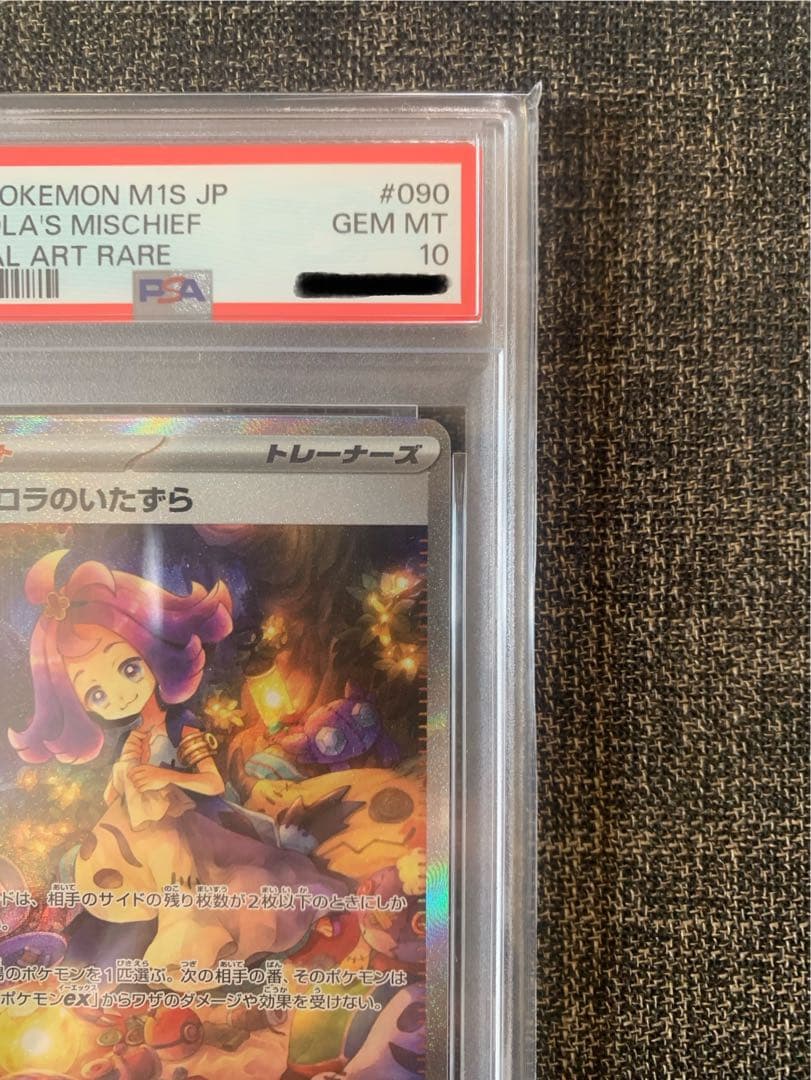 OKEMON M1S JP #090
OLA'S MISCHIEF GEM MT
AL ART RARE 10
PSA
トレーナーズ
ロラのいたずら
ドは、相手のサイドの残り枚数が2枚以下のときにしか
。
のポケモンを1匹選ぶ。次の相手の番、そのポケモンは
ポケモンex」からワザのダメージや効果を受けない。